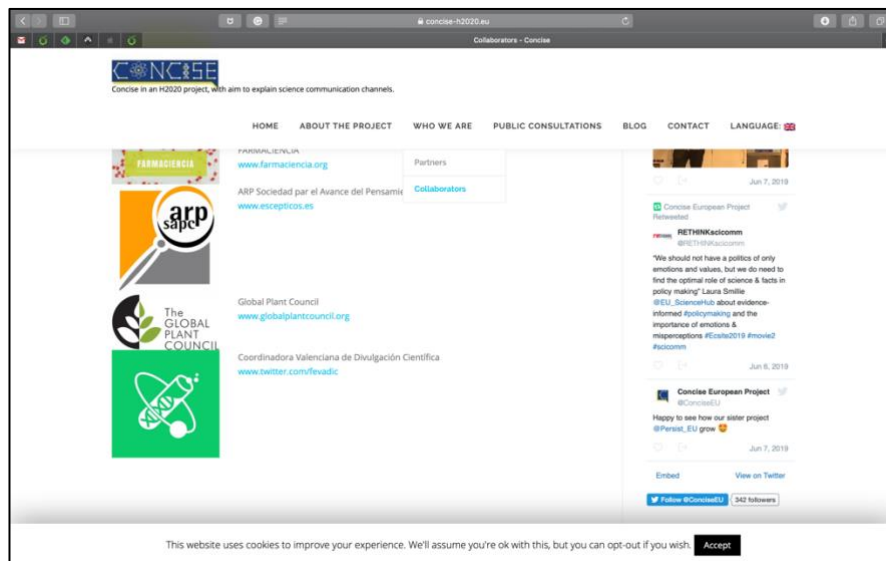 concise-h2020.eu
Collaborators - Concise
CONCISE
Concise in an H2020 project, with aim to explain science communication channels.
HOME ABOUT THE PROJECT WHO WE ARE PUBLIC CONSULTATIONS BLOG CONTACT LANGUAGE:
Partners
Collaborators
FARMACIENCIA
FARMACIENCIA
www.farmaciencia.org
arp
sapc
ARP Sociedad par el Avance del Pensamie
www.escepticos.es
The
GLOBAL
PLANT
COUNCIL
Global Plant Council
www.globalplantcouncil.org
Coordinadora Valenciana de Divulgación Científica
www.twitter.com/fevadic
Jun 7, 2019
Concise European Project
Retweeted
RETHINKscicomm
@RETHINKscicomm
"We should not have a politics of only
emotions and values, but we do need to
find the optimal role of science & facts in
policy making" Laura Smillie
@EU_ScienceHub about evidence-
informed #policymaking and the
importance of emotions &
misperceptions #Ecsite2019 #movie2
#scicomm
Jun 6, 2019
Concise European Project
@ConciseEU
Happy to see how our sister project
@Persist_EU grow
Jun 7, 2019
Embed View on Twitter
Follow @ConciseEU 342 followers
This website uses cookies to improve your experience. We'll assume you're ok with this, but you can opt-out if you wish. Accept